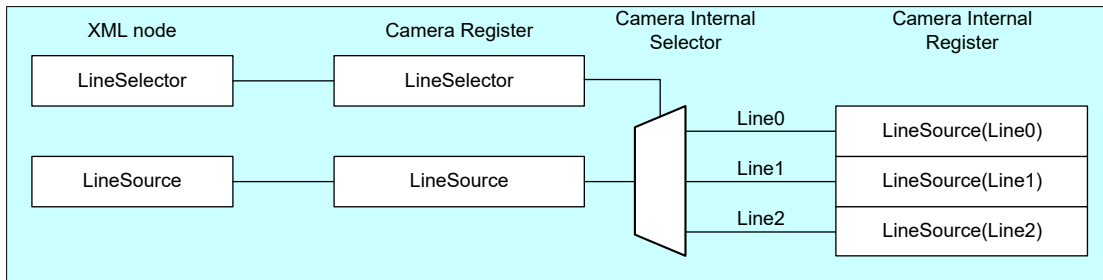 XML node
Camera Register
Camera Internal
Selector
Camera Internal
Register
LineSelector
LineSelector
Line0
LineSource(Line0)
LineSource
LineSource
Line1
LineSource(Line1)
Line2
LineSource(Line2)